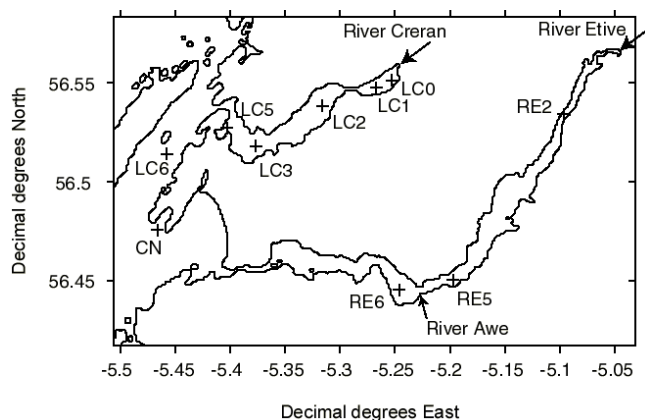 River Creran
River Etive
56.55
LC0
LC5
LC1
RE2
LC2
Decimal degrees North
LC6
LC3
56.5
CN
56.45
RE6
RE5
River Awe
-5.5 -5.45 -5.4 -5.35 -5.3 -5.25 -5.2 -5.15 -5.1 -5.05
Decimal degrees East